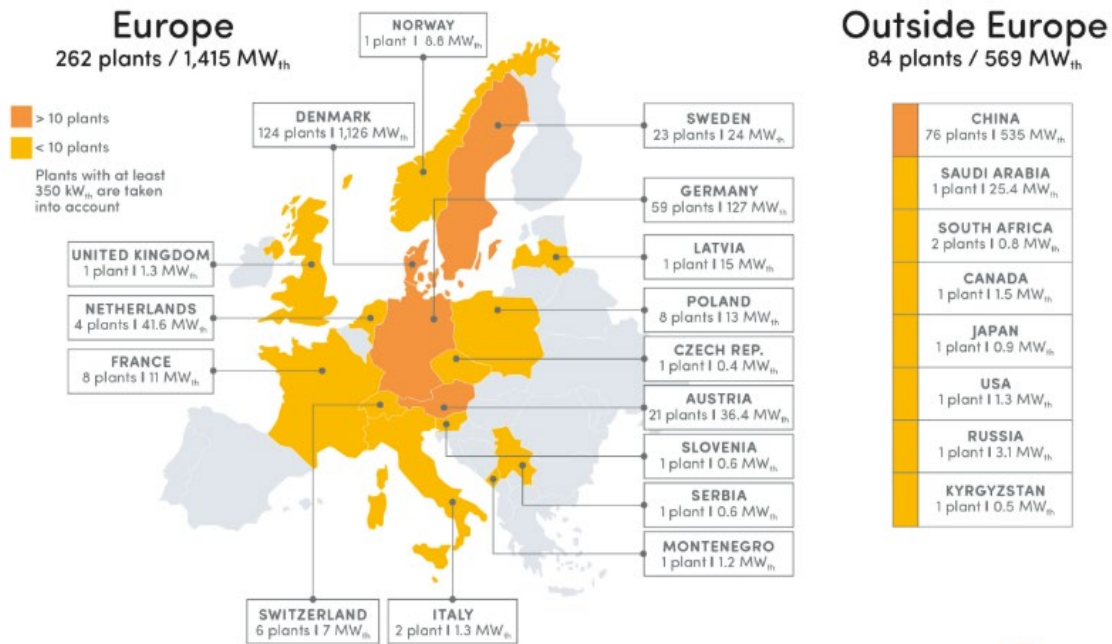 Europe
262 plants / 1,415 MWth
> 10 plants
< 10 plants
Plants with at least
350 kWth are taken
into account
NORWAY
1 plant I 8.8 MWth
DENMARK
124 plants I 1,126 MWth
UNITED KINGDOM
1 plant I 1.3 MWth
NETHERLANDS
4 plants I 41.6 MWth
FRANCE
8 plants I 11 MWth
SWITZERLAND
6 plants I 7 MWth
ITALY
2 plant I 1.3 MWth
SWEDEN
23 plants I 24 MWth
GERMANY
59 plants I 127 MWth
LATVIA
1 plant I 15 MWth
POLAND
8 plants I 13 MWth
CZECH REP.
1 plant I 0.4 MWth
AUSTRIA
21 plants I 36.4 MWth
SLOVENIA
1 plant I 0.6 MWth
SERBIA
1 plant I 0.6 MWth
MONTENEGRO
1 plant I 1.2 MWth
Outside Europe
84 plants / 569 MWth
CHINA
76 plants I 535 MWth
SAUDI ARABIA
1 plant I 25.4 MWth
SOUTH AFRICA
2 plants I 0.8 MWth
CANADA
1 plant I 1.5 MWth
JAPAN
1 plant I 0.9 MWth
USA
1 plant I 1.3 MWth
RUSSIA
1 plant I 3.1 MWth
KYRGYZSTAN
1 plant I 0.5 MWth